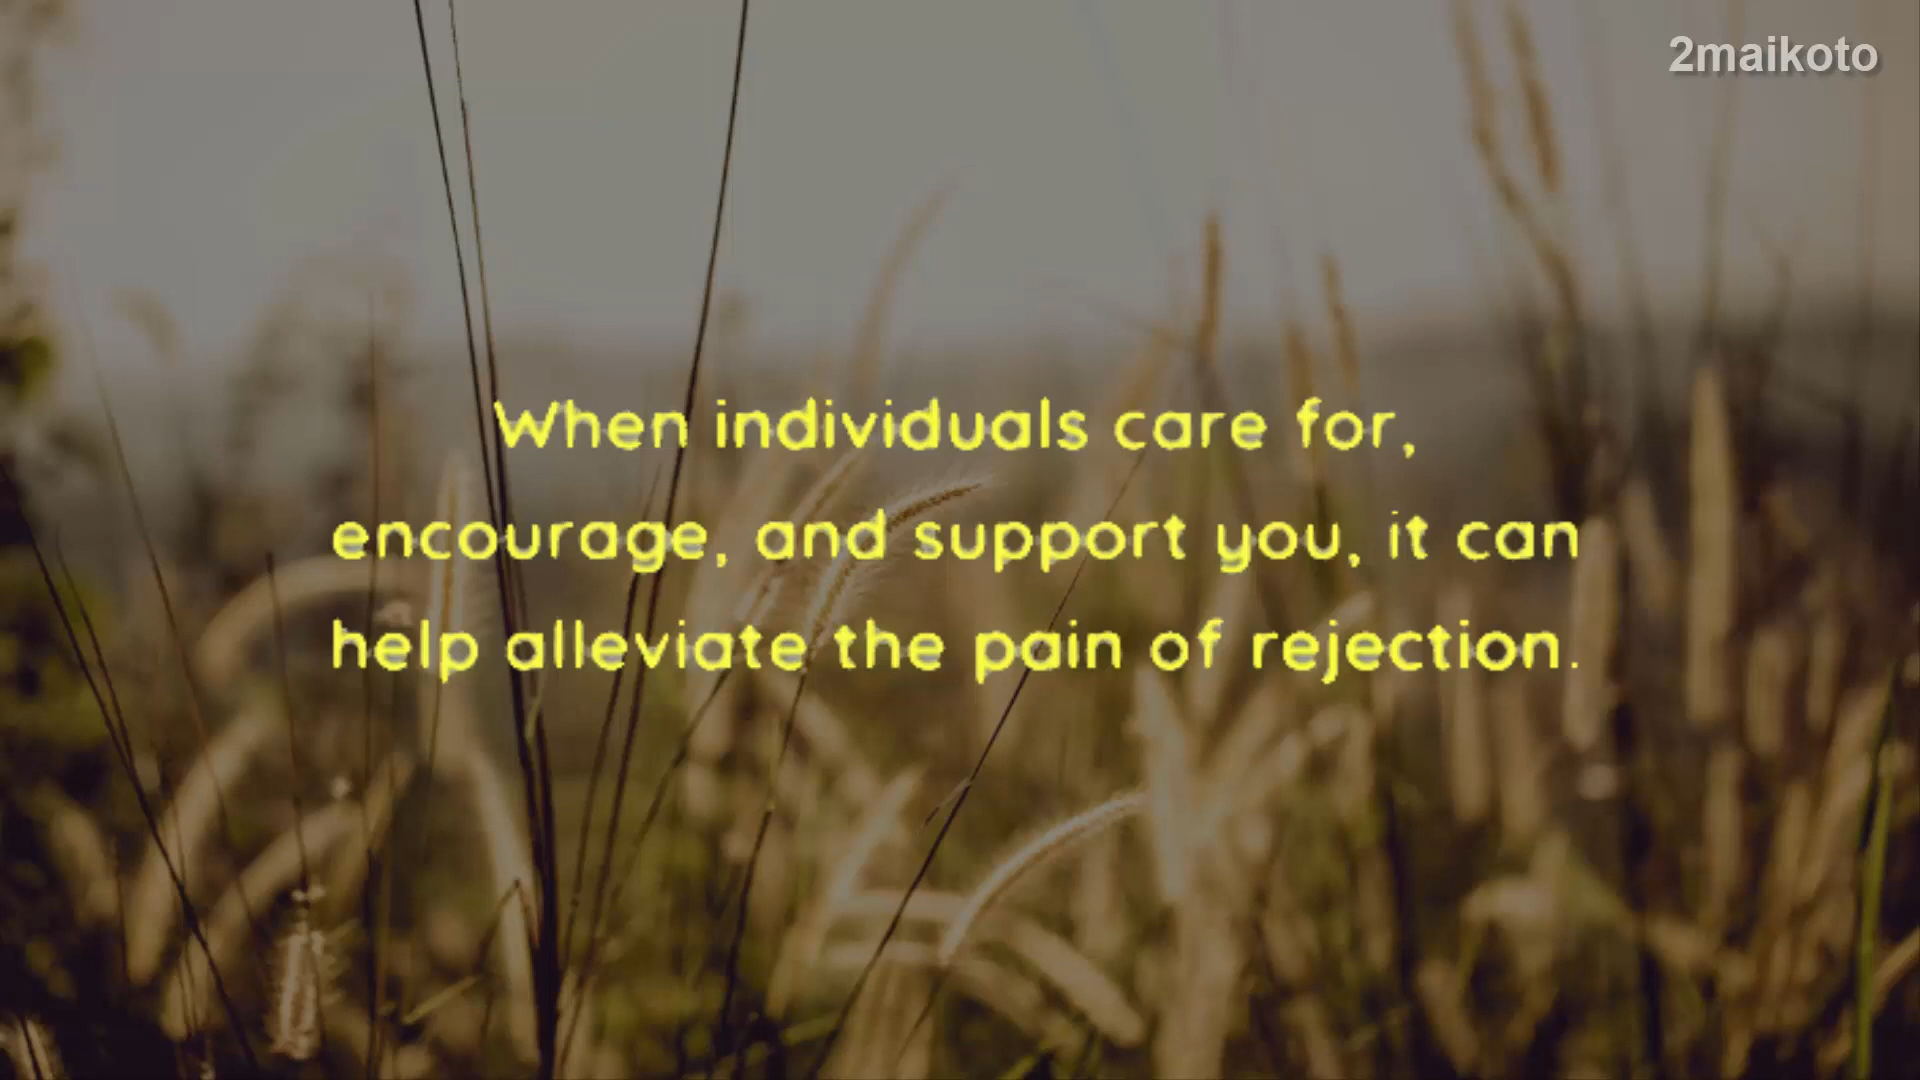 2maikoto
When individuals care for,
encourage, and support you, it can
help alleviate the pain of rejection.